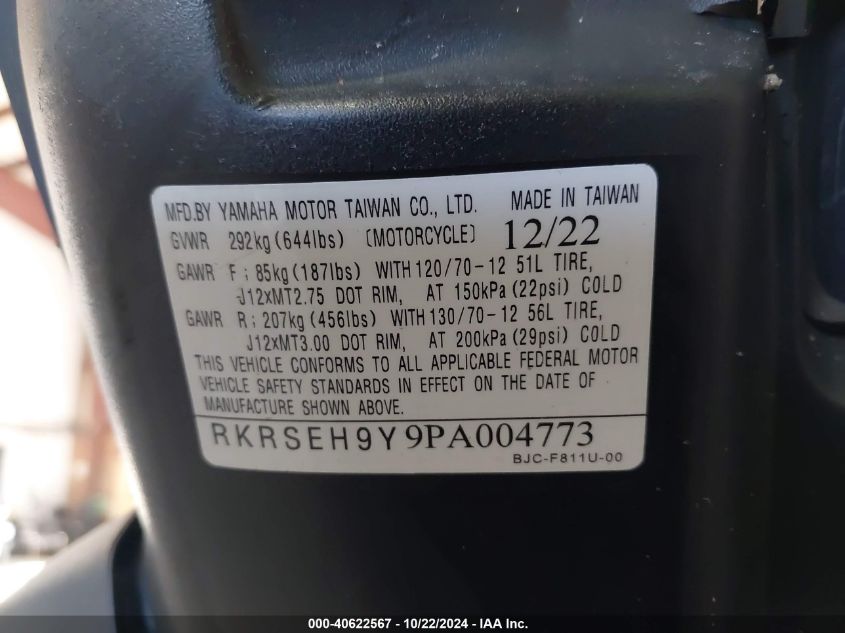 MFD.BY YAMAHA MOTOR TAIWAN CO., LTD. MADE IN TAIWAN
GVWR 292kg(644lbs) [MOTORCYCLE] 12/22
GAWR F; 85kg(187lbs) WITH 120/70-12 51L TIRE,
J12xMT2.75 DOT RIM, AT 150kPa(22psi) COLD
GAWR R; 207kg(456lbs) WITH 130/70-12 56L TIRE,
J12xMT3.00 DOT RIM, AT 200kPa(29psi) COLD
THIS VEHICLE CONFORMS TO ALL APPLICABLE FEDERAL MOTOR
VEHICLE SAFETY STANDARDS IN EFFECT ON THE DATE OF
MANUFACTURE SHOWN ABOVE.
RKRSEH9Y9PA004773
BJC-F811U-00
000-40622567 - 10/22/2024 - IAA Inc.